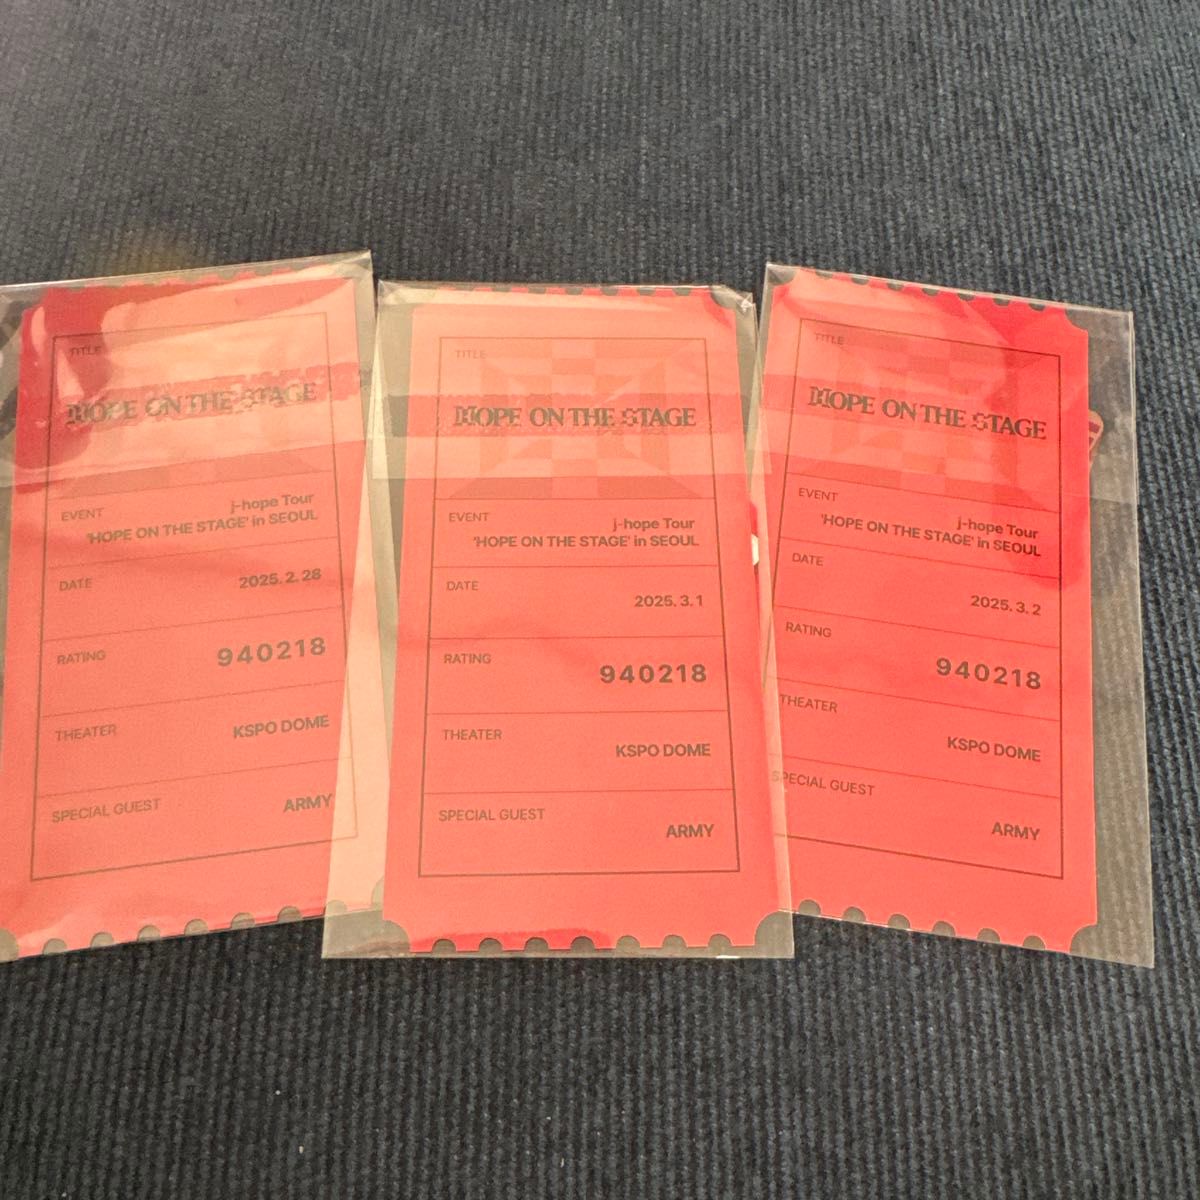 TITLE
HOPE ON THE STAGE
EVENT
j-hope Tour
'HOPE ON THE STAGE' in SEOUL
DATE
2025. 2. 28
RATING
940218
THEATER
KSPO DOME
SPECIAL GUEST
ARMY
TITLE
HOPE ON THE STAGE
EVENT
j-hope Tour
'HOPE ON THE STAGE' in SEOUL
DATE
2025. 3. 1
RATING
940218
THEATER
KSPO DOME
SPECIAL GUEST
ARMY
TITLE
HOPE ON THE STAGE
EVENT
j-hope Tour
'HOPE ON THE STAGE' in SEOUL
DATE
2025. 3. 2
RATING
940218
THEATER
KSPO DOME
SPECIAL GUEST
ARMY